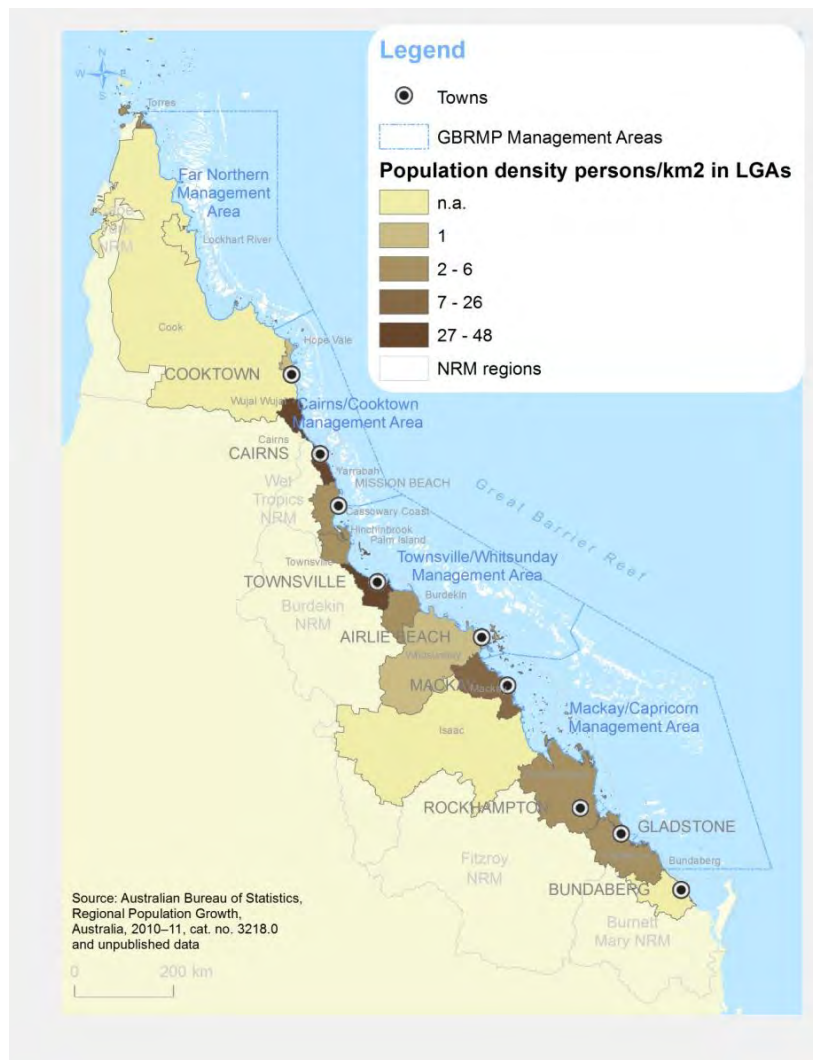 Legend
Towns
GBRMP Management Areas
Population density persons/km2 in LGAs
n.a.
1
2 - 6
7 - 26
27 - 48
NRM regions
N
W
E
S
Torres
Far Northern
Management
Area
NRM
Lockhart River
Cook
Hope Vale
COOKTOWN
Wujal Wujal
Cairns/Cooktown
Management Area
Cairns
CAIRNS
Yarrabah
MISSION BEACH
Wet
Tropics
NRM
Cassowary Coast
Hinchinbrook
Palm Island
Great Barrier Reef
Townsville
Townsville/Whitsunday
Management Area
TOWNSVILLE
Burdekin
Burdekin
NRM
AIRLIE BEACH
Whitsunday
MACKAY
Mackay
Mackay/Capricorn
Management Area
Isaac
ROCKHAMPTON
GLADSTONE
Fitzroy
NRM
Bundaberg
BUNDABERG
Burnett
Mary NRM
Source: Australian Bureau of Statistics,
Regional Population Growth,
Australia, 2010–11, cat. no. 3218.0
and unpublished data
0 200 km